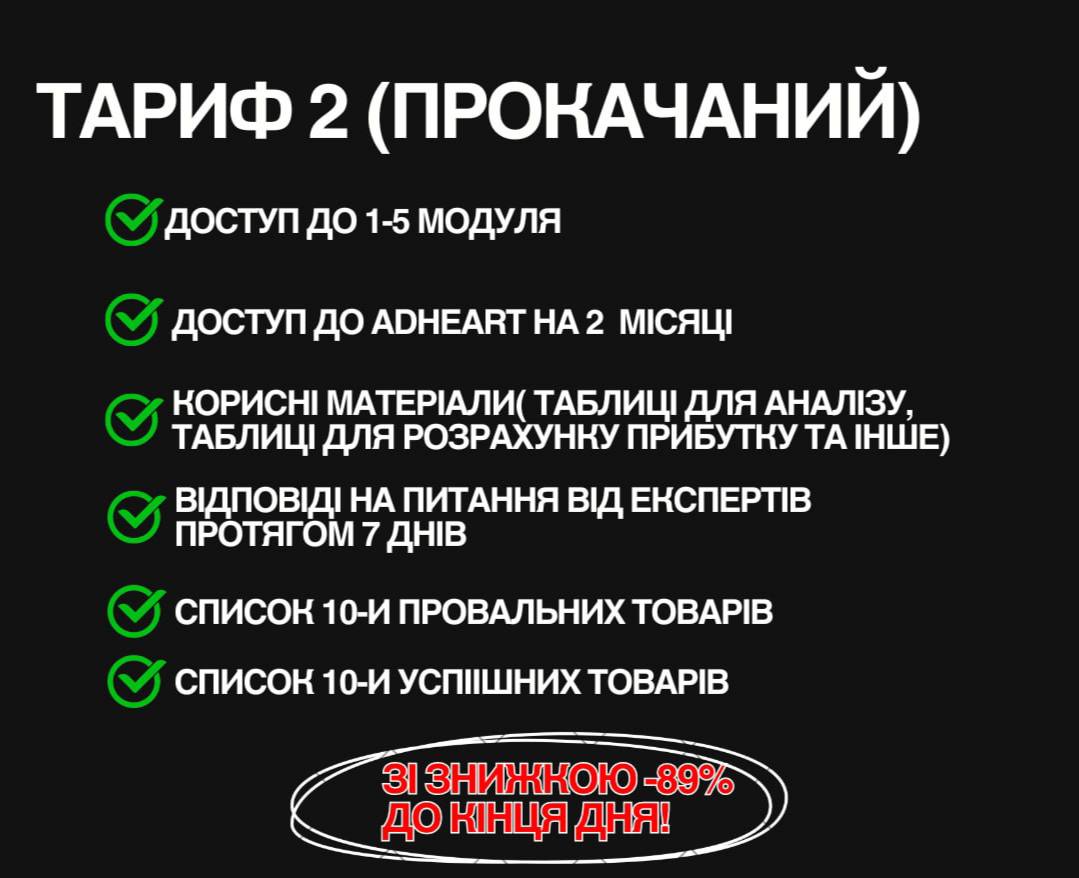 ТАРИФ 2 (ПРОКАЧАНИЙ)
ДОСТУП ДО 1-5 МОДУЛЯ
ДОСТУП ДО ADHEART НА 2 МІСЯЦІ
КОРИСНІ МАТЕРІАЛИ( ТАБЛИЦІ ДЛЯ АНАЛІЗУ,
ТАБЛИЦІ ДЛЯ РОЗРАХУНКУ ПРИБУТКУ ТА ІНШЕ)
ВІДПОВІДІ НА ПИТАННЯ ВІД ЕКСПЕРТІВ
ПРОТЯГОМ 7 ДНІВ
СПИСОК 10-И ПРОВАЛЬНИХ ТОВАРІВ
СПИСОК 10-И УСПІІШНИХ ТОВАРІВ
ЗІ ЗНИЖКОЮ -89%
ДО КІНЦЯ ДНЯ!